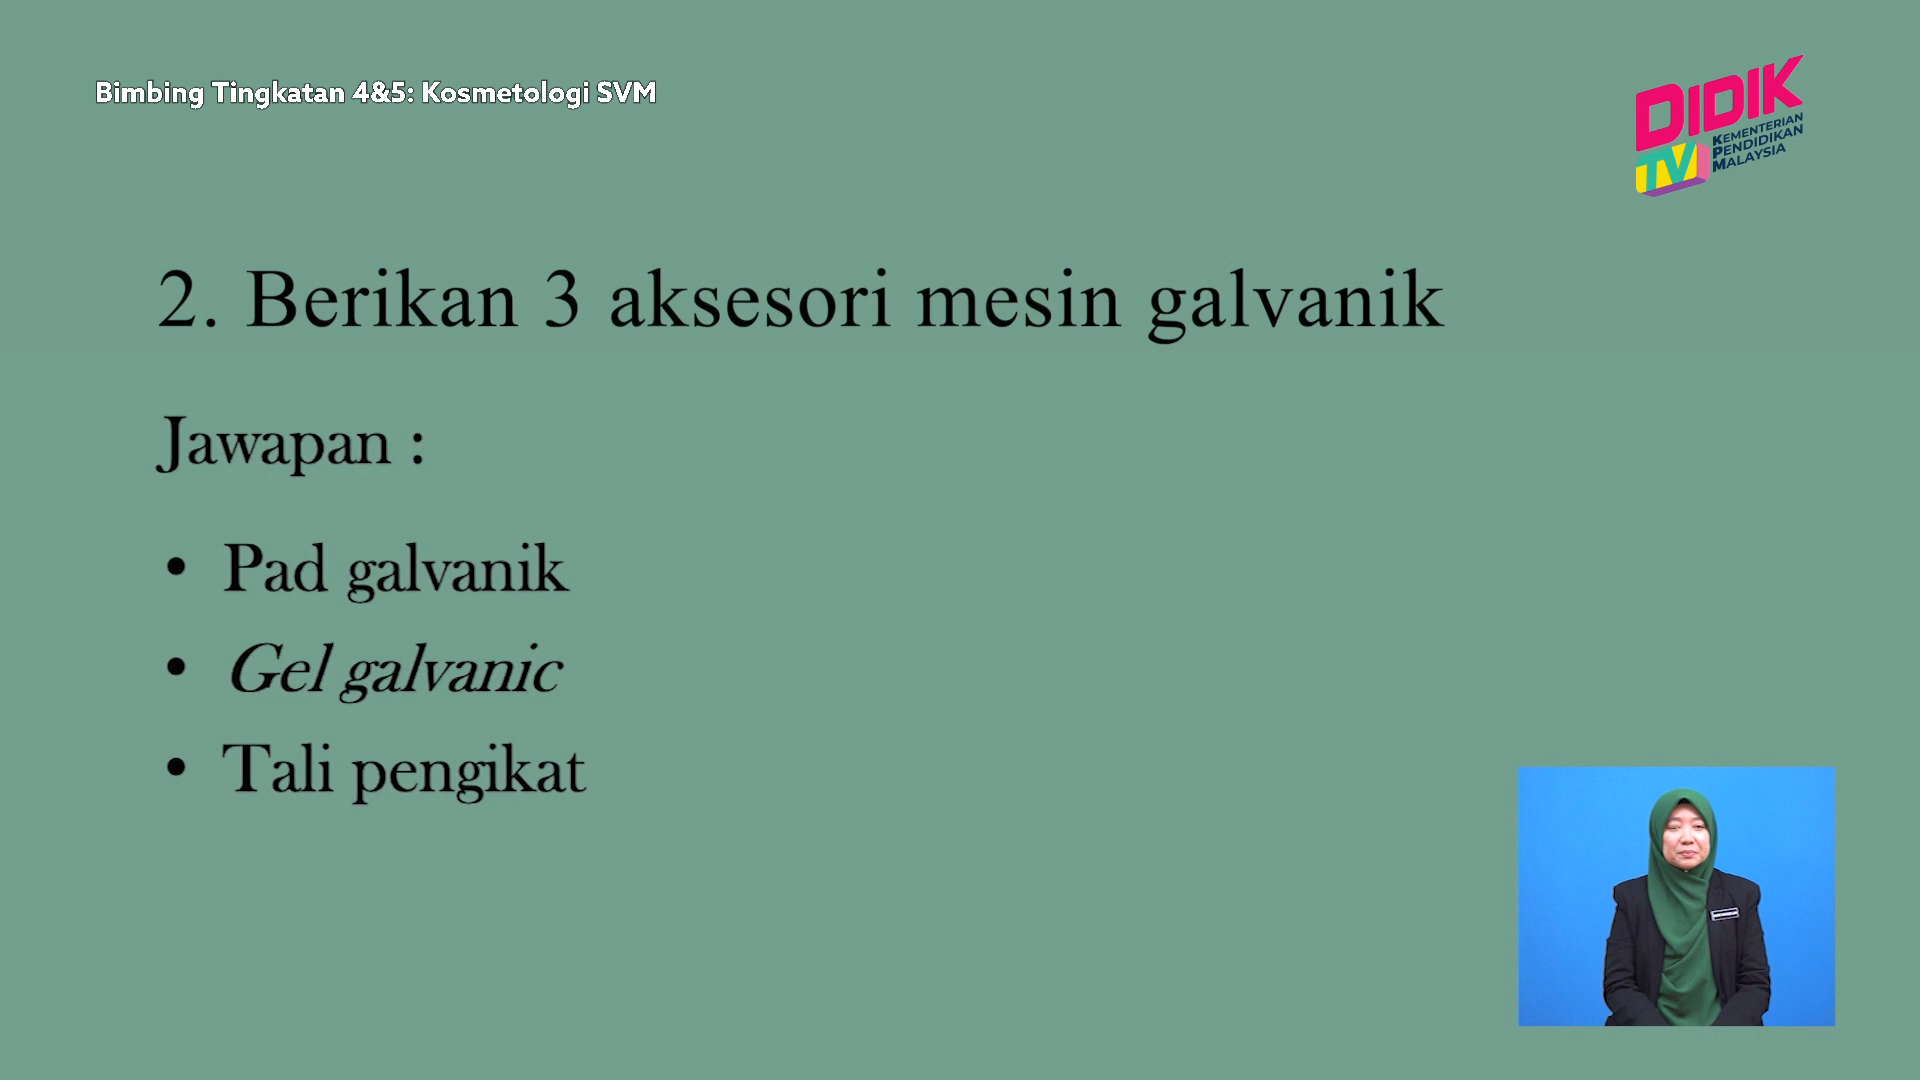 Bimbing Tingkatan 4&5: Kosmetologi SVM
DIDIK
TV
KEMENTERIAN
PENDIDIKAN
MALAYSIA
2. Berikan 3 aksesori mesin galvanik
Jawapan :
• Pad galvanik
• Gel galvanic
• Tali pengikat